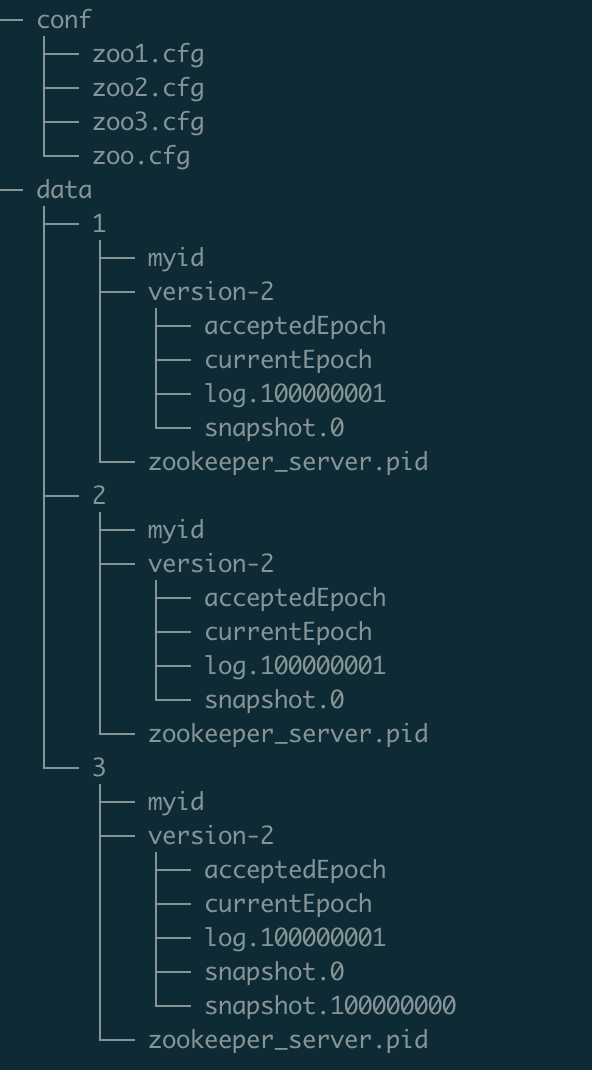 conf
zoo1.cfg
zoo2.cfg
zoo3.cfg
zoo.cfg
data
1
myid
version-2
acceptedEpoch
currentEpoch
log.100000001
snapshot.0
zookeeper_server.pid
2
myid
version-2
acceptedEpoch
currentEpoch
log.100000001
snapshot.0
zookeeper_server.pid
3
myid
version-2
acceptedEpoch
currentEpoch
log.100000001
snapshot.0
snapshot.100000000
zookeeper_server.pid